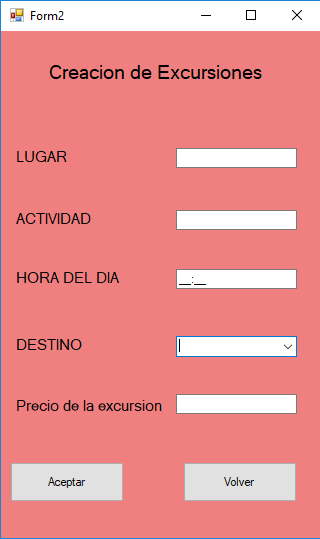 Form2
Creacion de Excursiones
LUGAR
ACTIVIDAD
HORA DEL DIA __:__
DESTINO
Precio de la excursion
Aceptar Volver